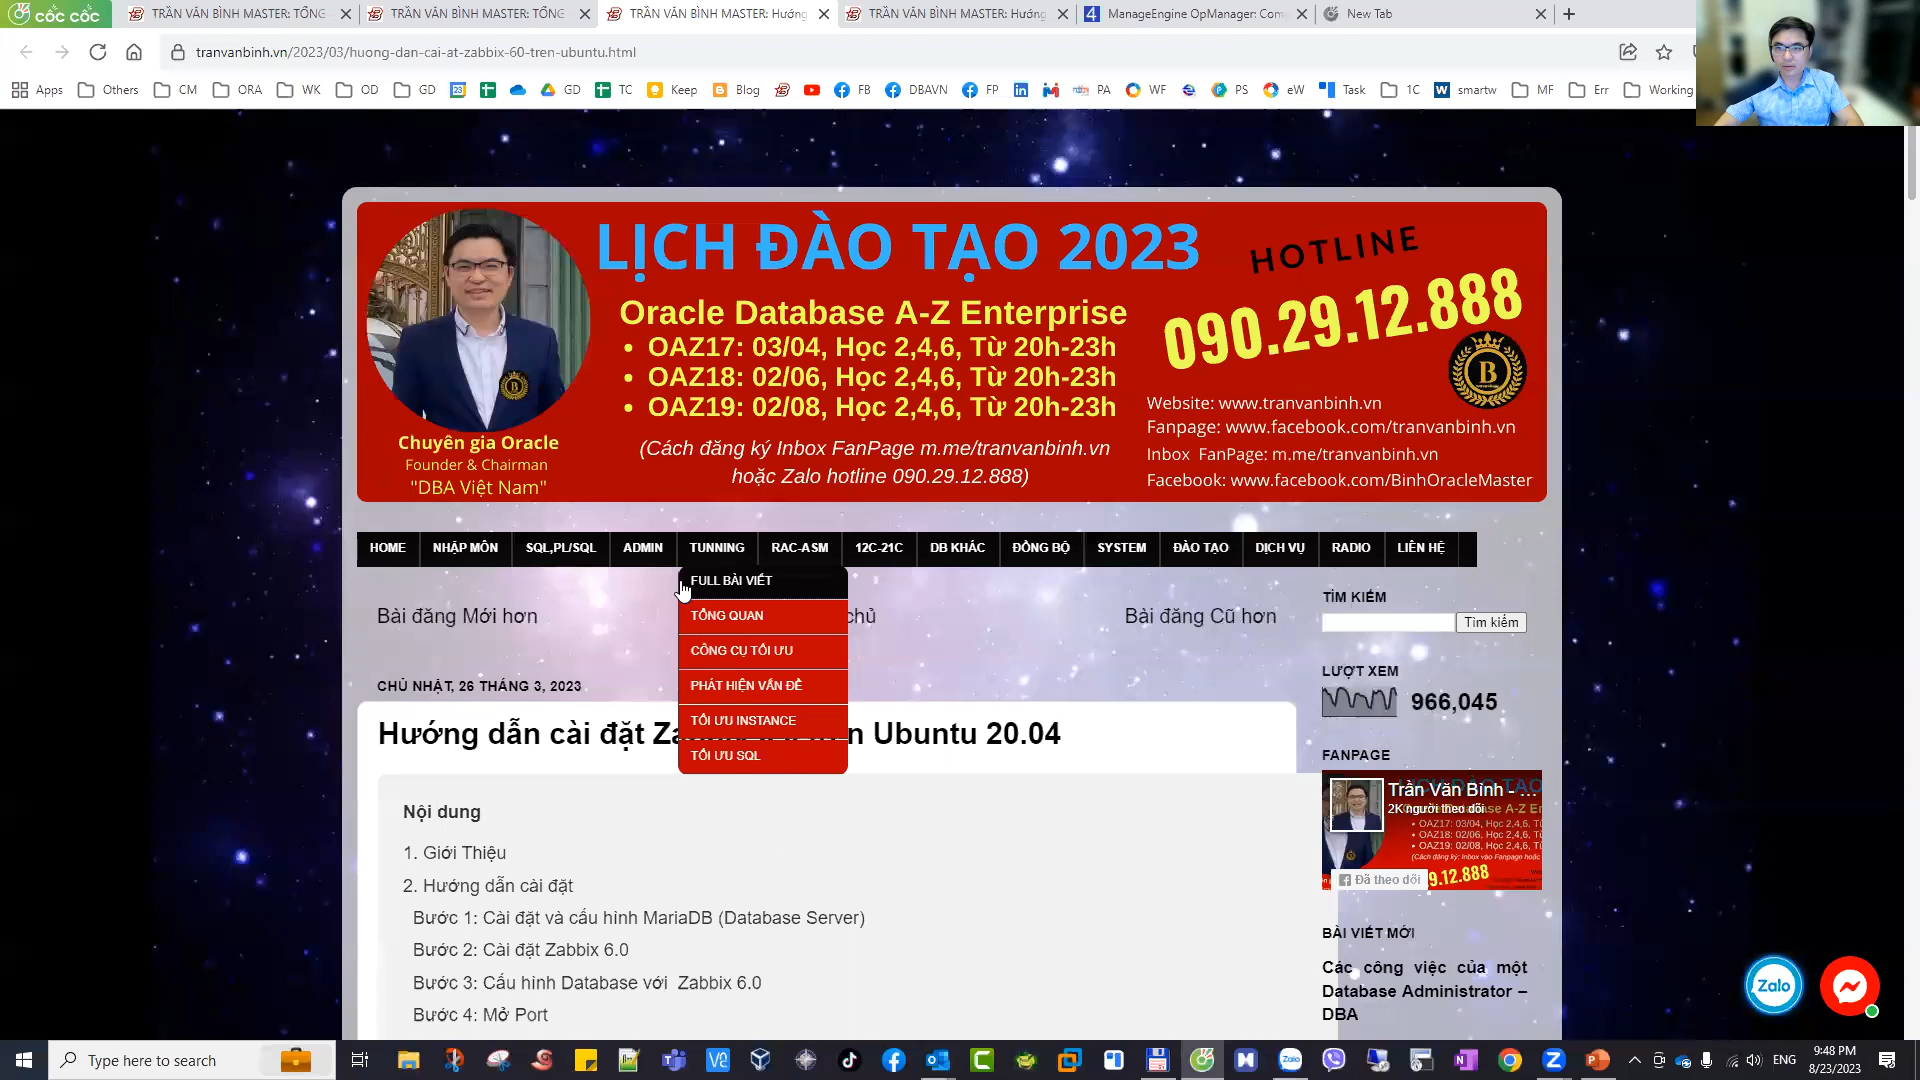 cốc cốc
TRẦN VĂN BÌNH MASTER: TỔNG
TRẦN VĂN BÌNH MASTER: TỔNG
TRẦN VĂN BÌNH MASTER: Hướng
TRẦN VĂN BÌNH MASTER: Hướng
ManageEngine OpManager: Com
New Tab
tranvanbinh.vn/2023/03/huong-dan-cai-at-zabbix-60-tren-ubuntu.html
Apps Others CM ORA WK OD GD GD TC Keep Blog FB DBAVN FP PA WF PS eW Task 1C smartw MF Err Working
LỊCH ĐÀO TẠO 2023
HOTLINE
090.29.12.888
Oracle Database A-Z Enterprise
• OAZ17: 03/04, Học 2,4,6, Từ 20h-23h
• OAZ18: 02/06, Học 2,4,6, Từ 20h-23h
• OAZ19: 02/08, Học 2,4,6, Từ 20h-23h
(Cách đăng ký Inbox FanPage m.me/tranvanbinh.vn
hoặc Zalo hotline 090.29.12.888)
Chuyên gia Oracle
Founder & Chairman
"DBA Việt Nam"
B
Website: www.tranvanbinh.vn
Fanpage: www.facebook.com/tranvanbinh.vn
Inbox FanPage: m.me/tranvanbinh.vn
Facebook: www.facebook.com/BinhOracleMaster
HOME NHẬP MÔN SQL,PL/SQL ADMIN TUNNING RAC-ASM 12C-21C DB KHÁC ĐỒNG BỘ SYSTEM ĐÀO TẠO DỊCH VỤ RADIO LIÊN HỆ
FULL BÀI VIẾT
TỔNG QUAN
CÔNG CỤ TỐI ƯU
PHÁT HIỆN VẤN ĐỀ
TỐI ƯU INSTANCE
TỐI ƯU SQL
Bài đăng Mới hơn
chủ
Bài đăng Cũ hơn
CHỦ NHẬT, 26 THÁNG 3, 2023
Hướng dẫn cài đặt Za n Ubuntu 20.04
Nội dung
1. Giới Thiệu
2. Hướng dẫn cài đặt
Bước 1: Cài đặt và cấu hình MariaDB (Database Server)
Bước 2: Cài đặt Zabbix 6.0
Bước 3: Cấu hình Database với Zabbix 6.0
Bước 4: Mở Port
TÌM KIẾM
Tìm kiếm
LƯỢT XEM
966,045
FANPAGE
Trần Văn Bình - ...
2K người theo dõi
Đã theo dõi
BÀI VIẾT MỚI
Các công việc của một
Database Administrator –
DBA
Zalo
Type here to search
ENG
9:48 PM
8/23/2023